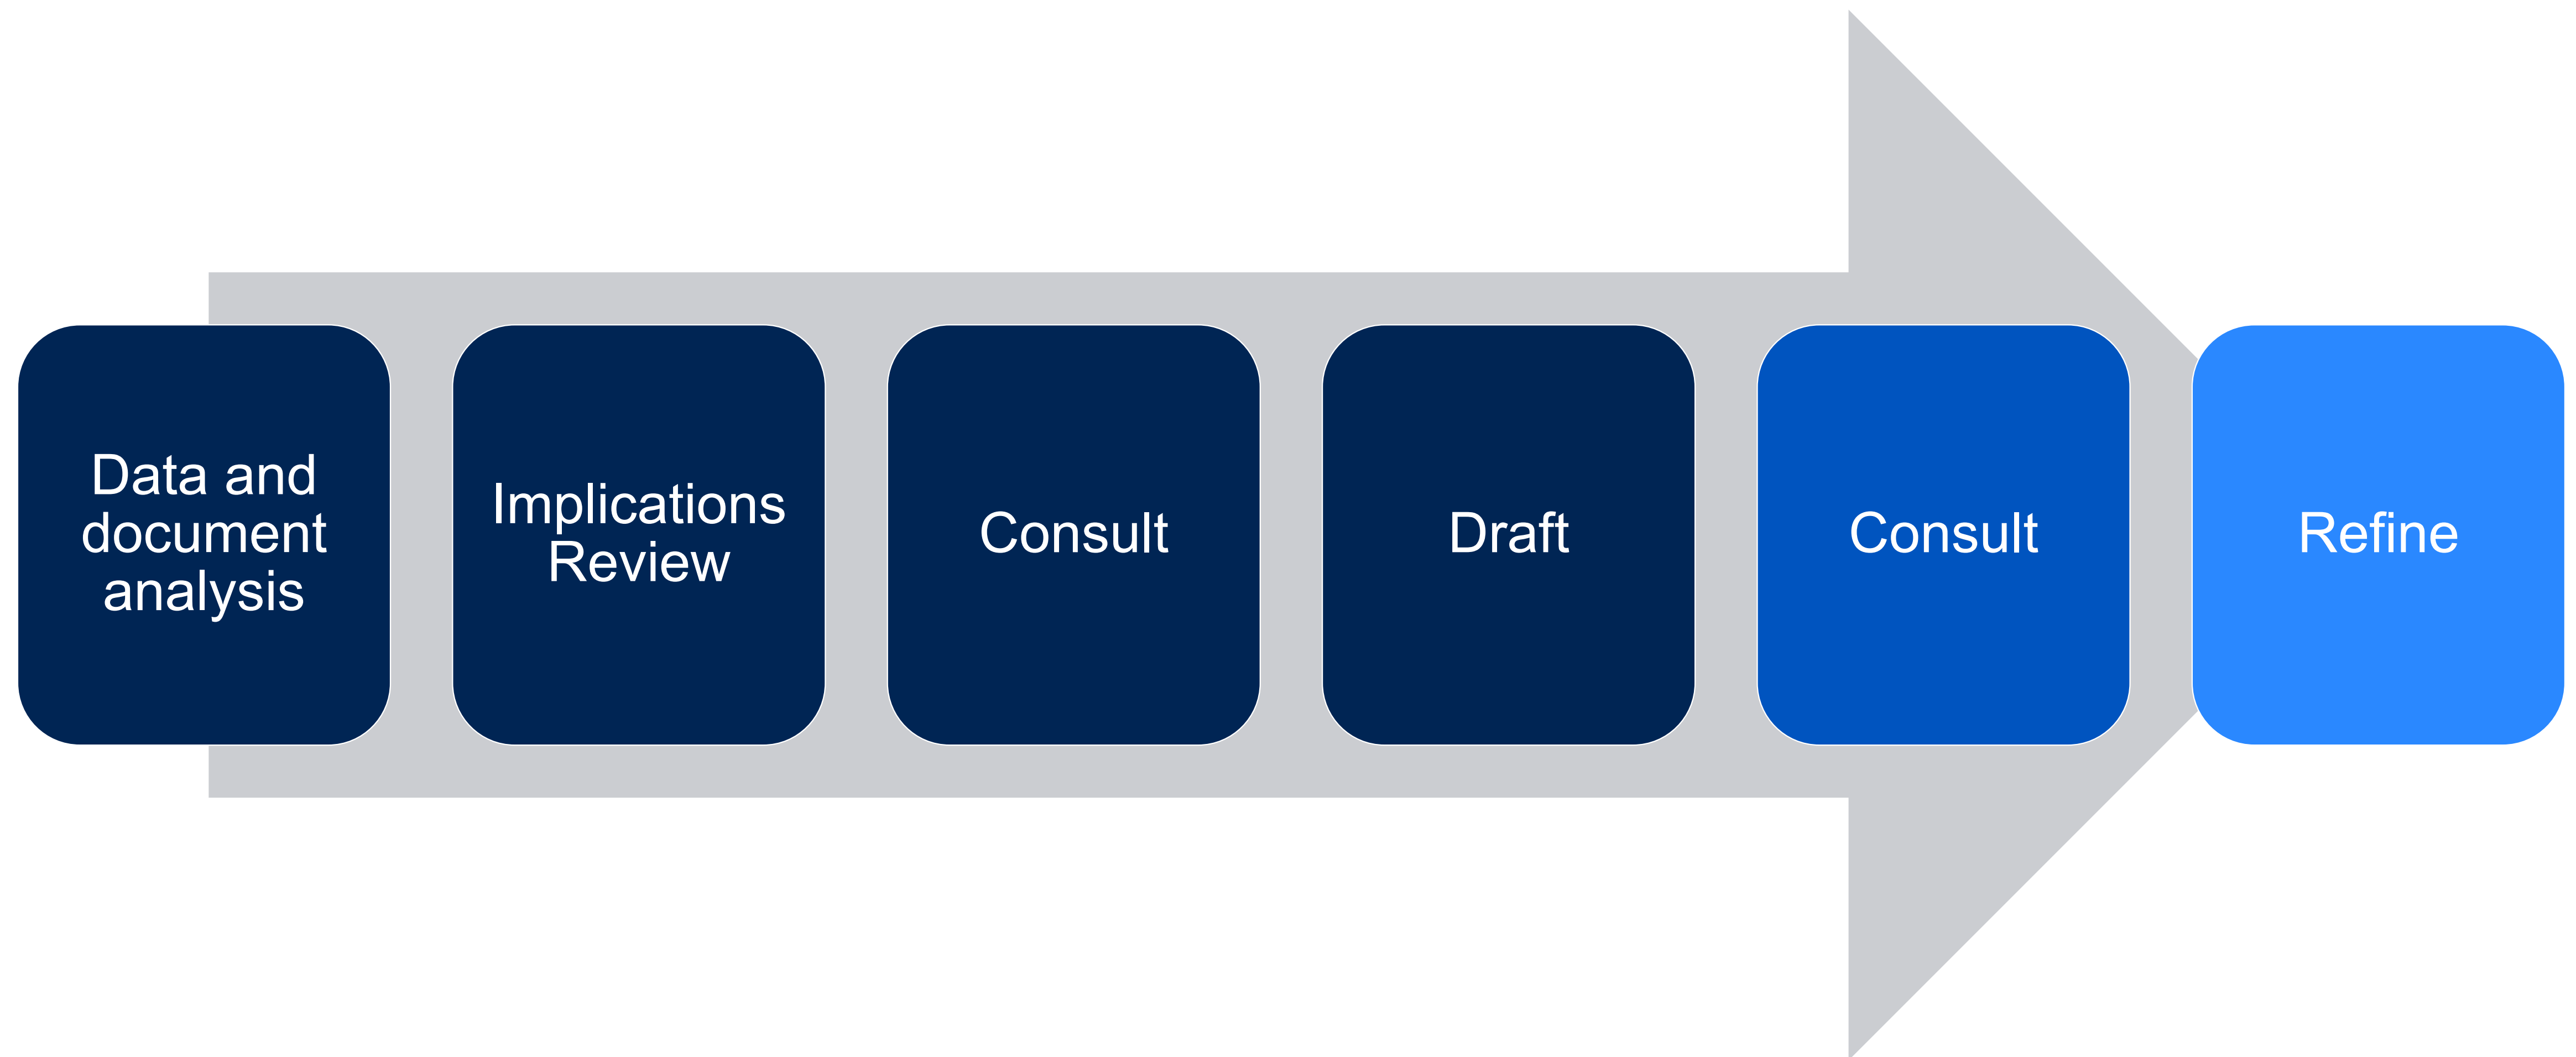 Data and
document
analysis
Implications
Review
Consult
Draft
Consult
Refine